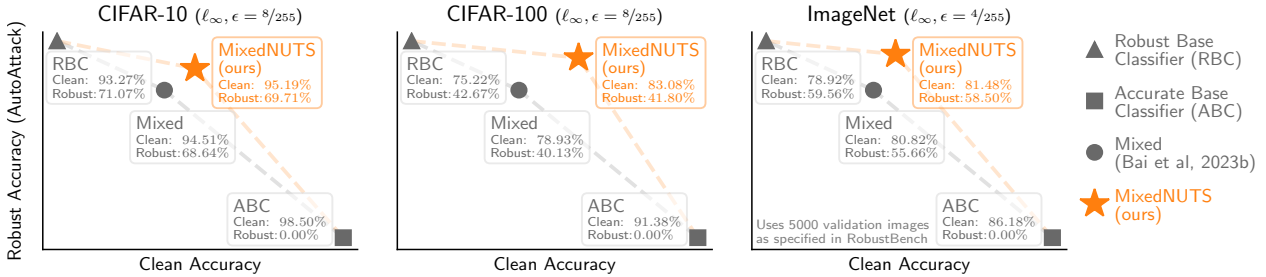 CIFAR-10 (ℓ∞, ϵ = 8/255)
Robust Accuracy (AutoAttack)
RBC
Clean: 93.27%
Robust: 71.07%
MixedNUTS
(ours)
Clean: 95.19%
Robust: 69.71%
Mixed
Clean: 94.51%
Robust: 68.64%
ABC
Clean: 98.50%
Robust: 0.00%
Clean Accuracy
CIFAR-100 (ℓ∞, ϵ = 8/255)
RBC
Clean: 75.22%
Robust: 42.67%
MixedNUTS
(ours)
Clean: 83.08%
Robust: 41.80%
Mixed
Clean: 78.93%
Robust: 40.13%
ABC
Clean: 91.38%
Robust: 0.00%
Clean Accuracy
ImageNet (ℓ∞, ϵ = 4/255)
RBC
Clean: 78.92%
Robust: 59.56%
MixedNUTS
(ours)
Clean: 81.48%
Robust: 58.50%
Mixed
Clean: 80.82%
Robust: 55.66%
ABC
Clean: 86.18%
Robust: 0.00%
Uses 5000 validation images
as specified in RobustBench
Clean Accuracy
Robust Base
Classifier (RBC)
Accurate Base
Classifier (ABC)
Mixed
(Bai et al, 2023b)
MixedNUTS
(ours)